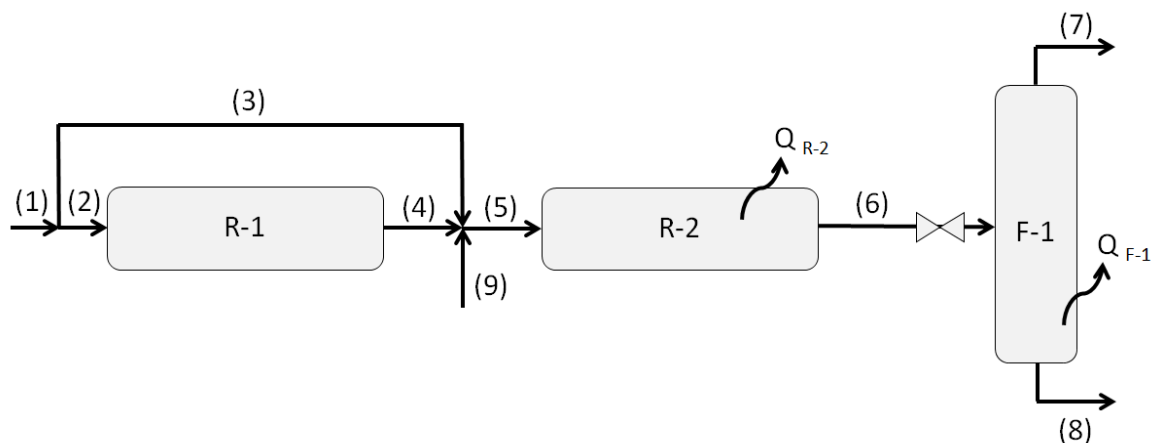 (7)
(3)
Q R-2
(1)
(2)
R-1
(4)
(5)
R-2
(6)
F-1
Q F-1
(9)
(8)